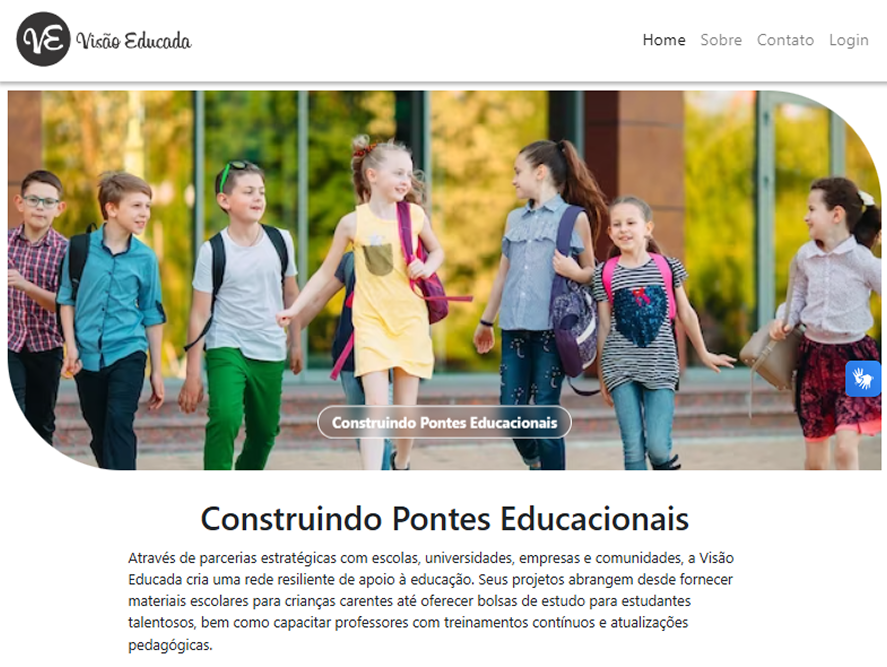 VE Visão Educada
Home Sobre Contato Login
Construindo Pontes Educacionais
Construindo Pontes Educacionais
Através de parcerias estratégicas com escolas, universidades, empresas e comunidades, a Visão
Educada cria uma rede resiliente de apoio à educação. Seus projetos abrangem desde fornecer
materiais escolares para crianças carentes até oferecer bolsas de estudo para estudantes
talentosos, bem como capacitar professores com treinamentos contínuos e atualizações
pedagógicas.